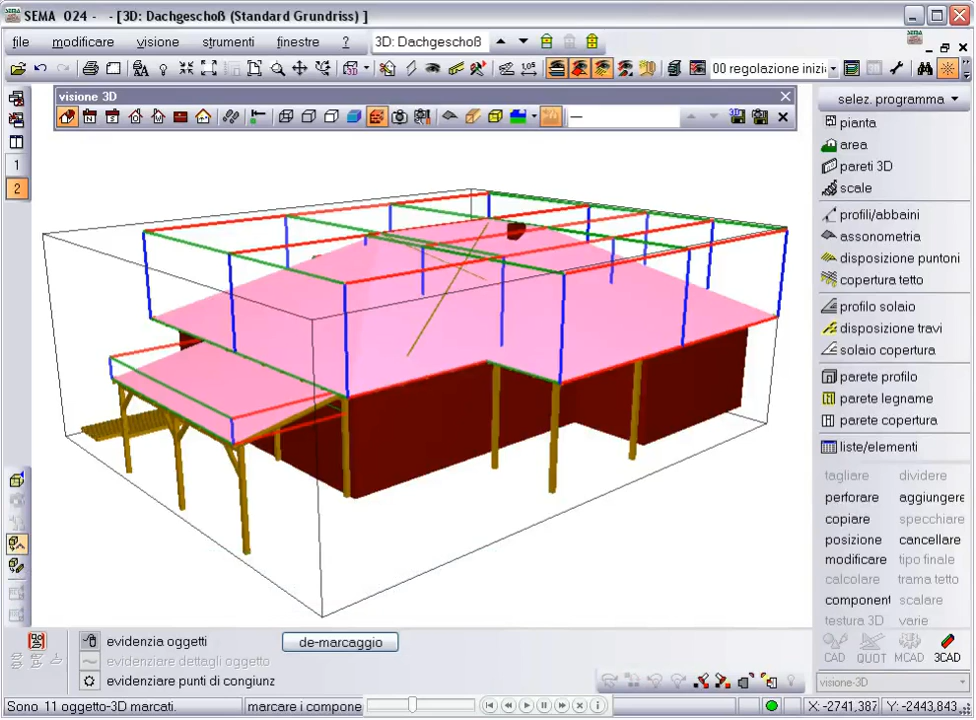 SEMA 024 - - [3D: Dachgeschoß (Standard Grundriss) ]
file modificare visione strumenti finestre ? 3D: Dachgeschoß
00 regolazione inizi
visione 3D
1
2
selez. programma
pianta
area
pareti 3D
scale
profili/abbaini
assonometria
disposizione puntoni
copertura tetto
profilo solaio
disposizione travi
solaio copertura
parete profilo
parete legname
parete copertura
liste/elementi
tagliare dividere
perforare aggiungere
copiare specchiare
posizione cancellare
modificare tipo finale
calcolare trama tetto
component scalare
testura 3D varie
CAD QUOT MCAD 3CAD
visione-3D
evidenzia oggetti de-marcaggio
evidenziare dettagli oggetto
evidenziare punti di congiunz
Sono 11 oggetto-3D marcati. marcare i compone X: -2741,387 Y: -2443,843